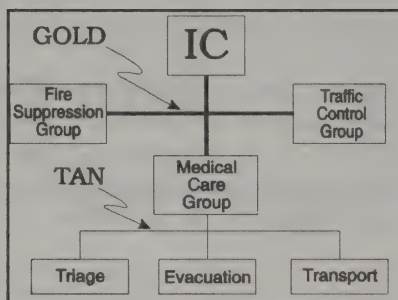 GOLD
IC
Fire
Suppression
Group
Traffic
Control
Group
Medical
Care
Group
TAN
Triage
Evacuation
Transport